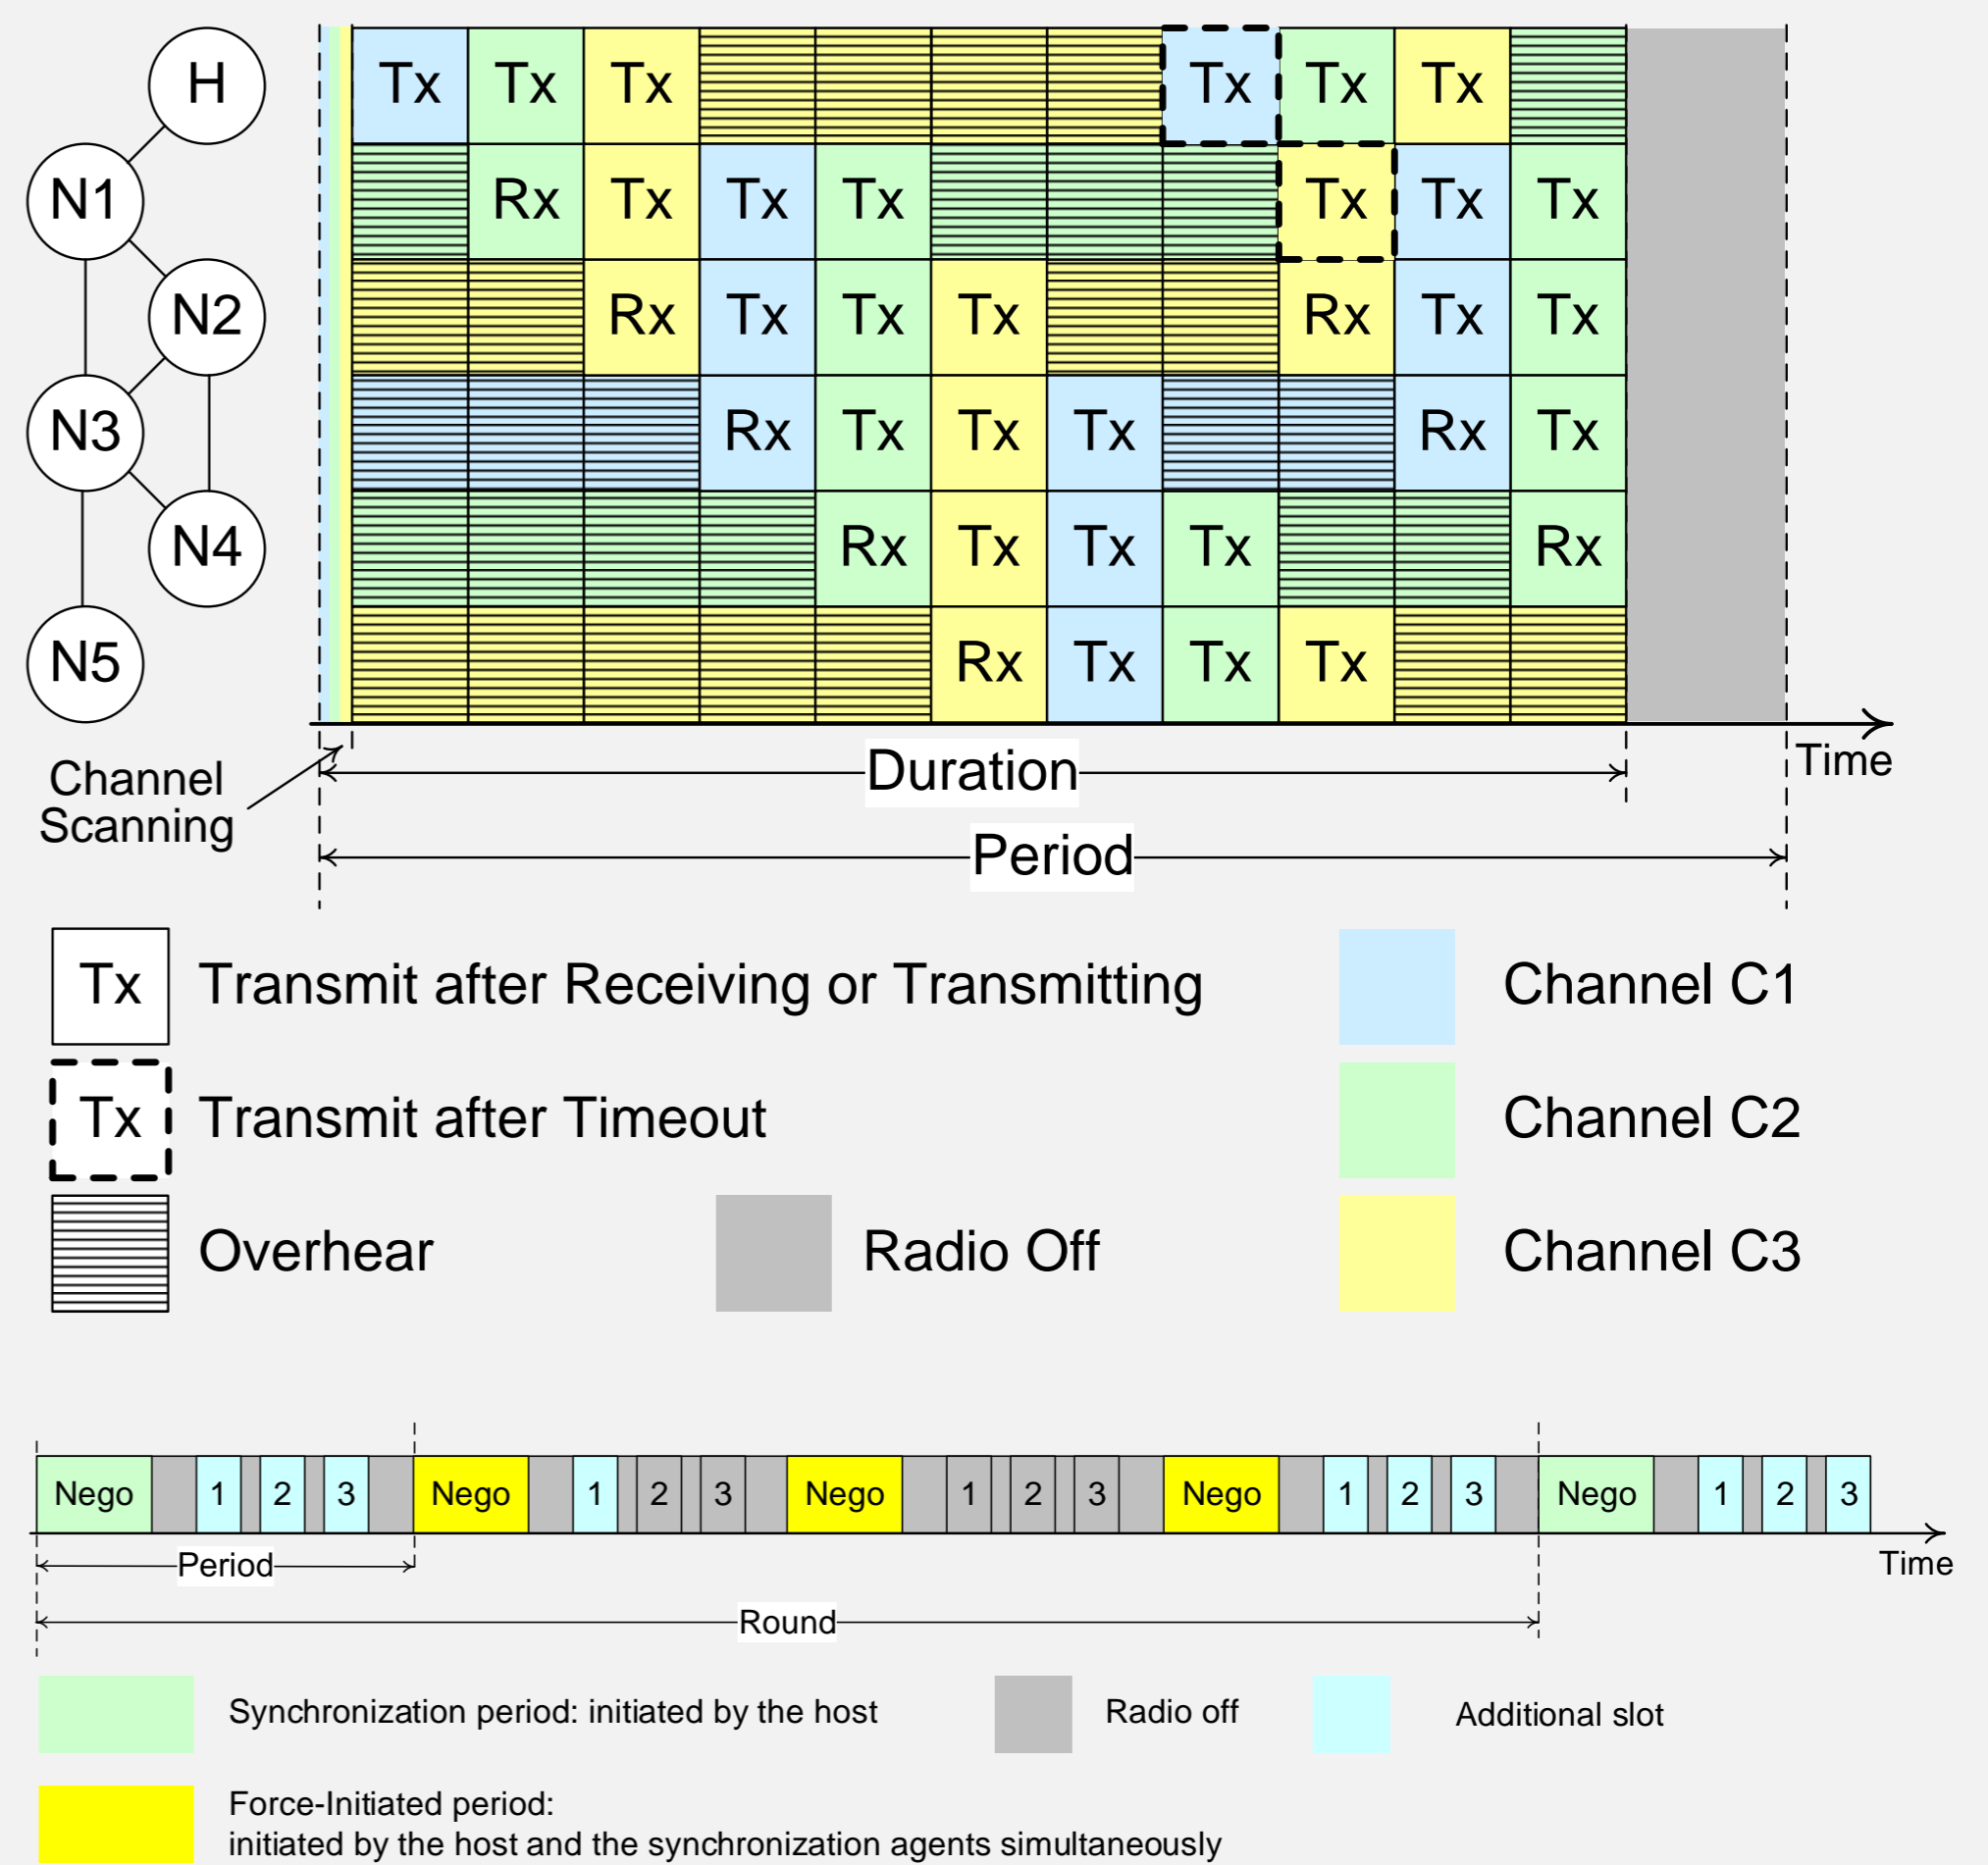 H Tx Tx Tx Tx Tx Tx
N1 Rx Tx Tx Tx Tx Tx Tx
N2 Rx Tx Tx Tx Rx Tx Tx
N3 Rx Tx Tx Tx Rx Tx
N4 Rx Tx Tx Tx Rx
N5 Rx Tx Tx Tx
Channel
Scanning
Duration
Time
Period
Tx Transmit after Receiving or Transmitting Channel C1
Tx Transmit after Timeout Channel C2
Overhear Radio Off Channel C3
Nego 1 2 3 Nego 1 2 3 Nego 1 2 3 Nego 1 2 3 Nego 1 2 3
Period
Time
Round
Synchronization period: initiated by the host Radio off Additional slot
Force-Initiated period:
initiated by the host and the synchronization agents simultaneously